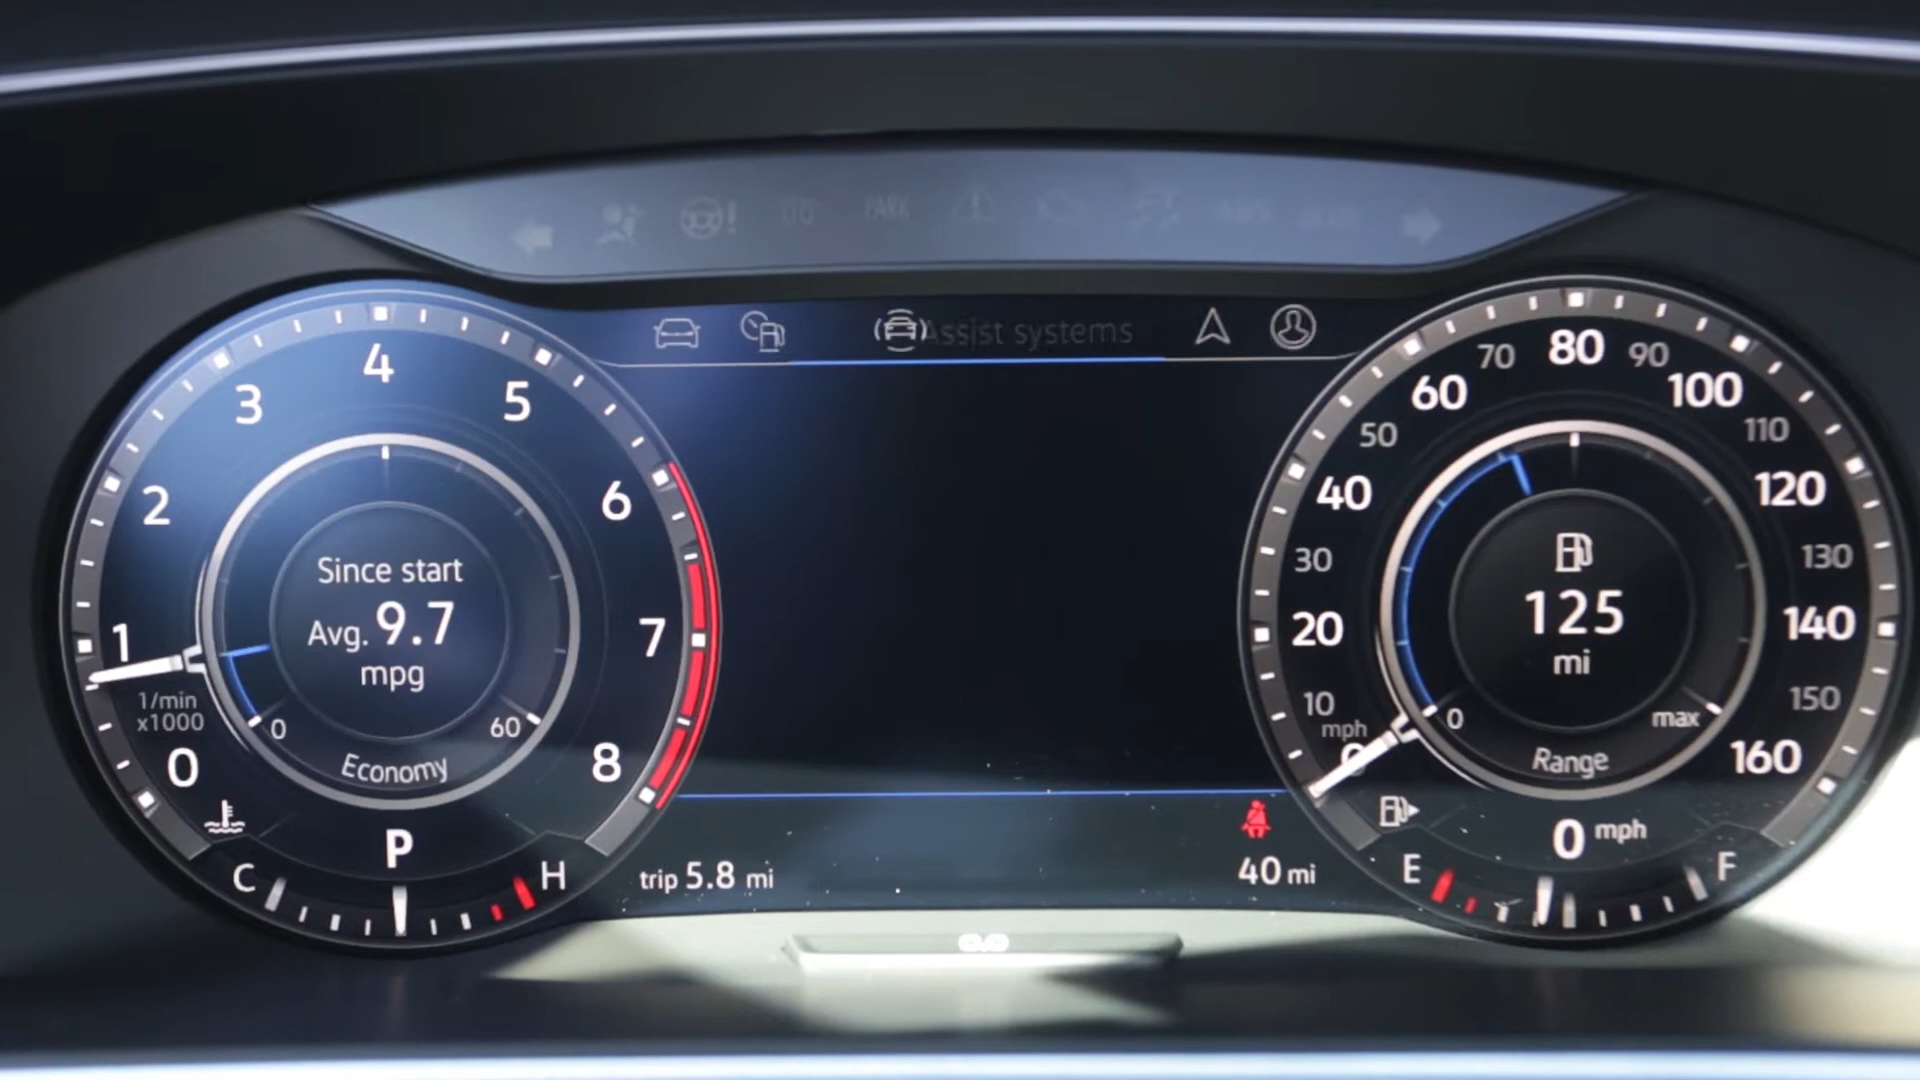 PARK
Assist systems
4
3
5
2
6
1
7
1/min
x1000
0
8
Since start
Avg. 9.7
mpg
0
60
Economy
P
C
H
trip 5.8 mi
40 mi
80
70
90
60
100
50
110
40
120
30
130
20
140
10
150
mph
0
160
125
mi
0
max
Range
0 mph
E
F